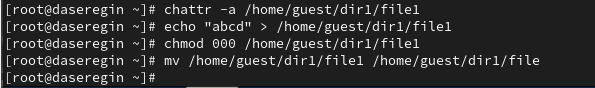 [root@daseregin ~]# chattr -a /home/guest/dir1/file1
[root@daseregin ~]# echo "abcd" > /home/guest/dir1/file1
[root@daseregin ~]# chmod 000 /home/guest/dir1/file1
[root@daseregin ~]# mv /home/guest/dir1/file1 /home/guest/dir1/file
[root@daseregin ~]#